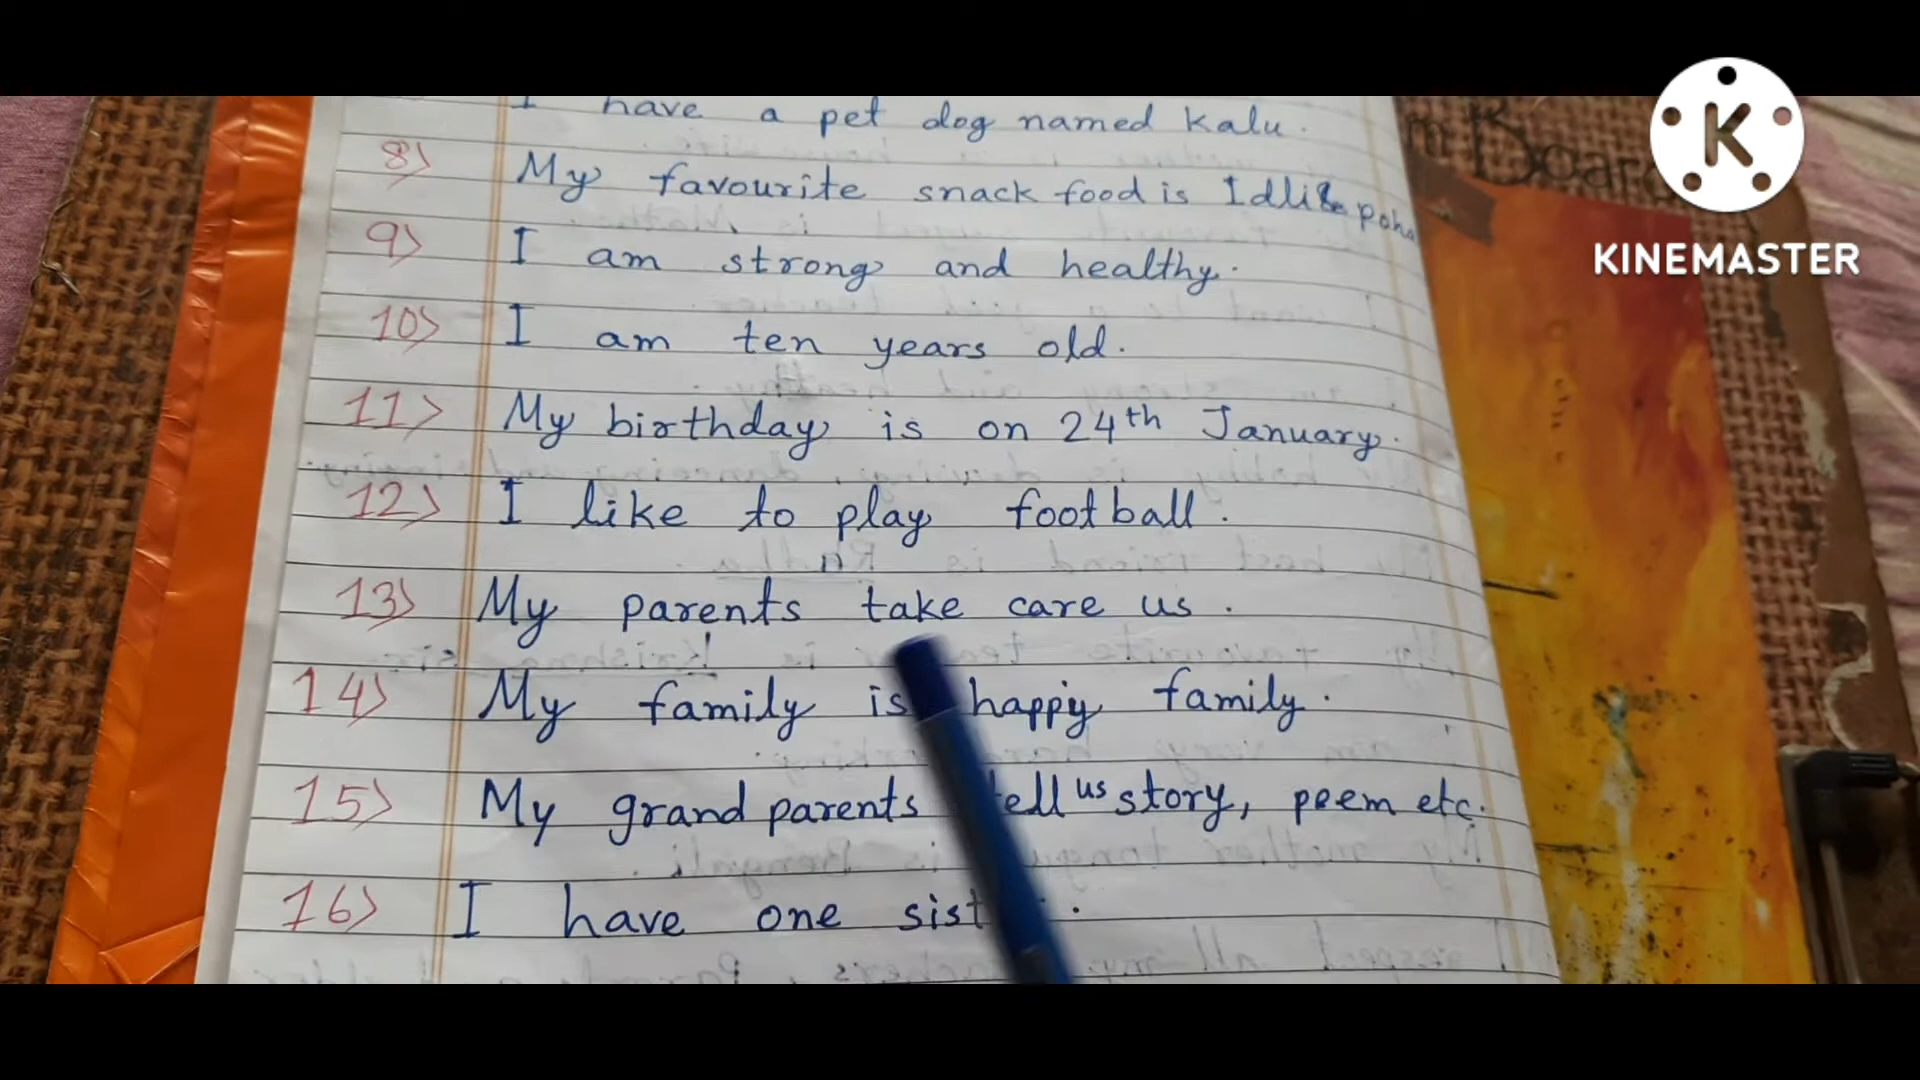 I have a pet dog named Kalu.
8) My favourite snack food is Idli & poha
9) I am strong and healthy.
10) I am ten years old.
11) My birthday is on 24th January.
12) I like to play football.
13) My parents take care us.
14) My family is happy family.
15) My grand parents tell us story, peem etc.
16) I have one sist
K
KINEMASTER